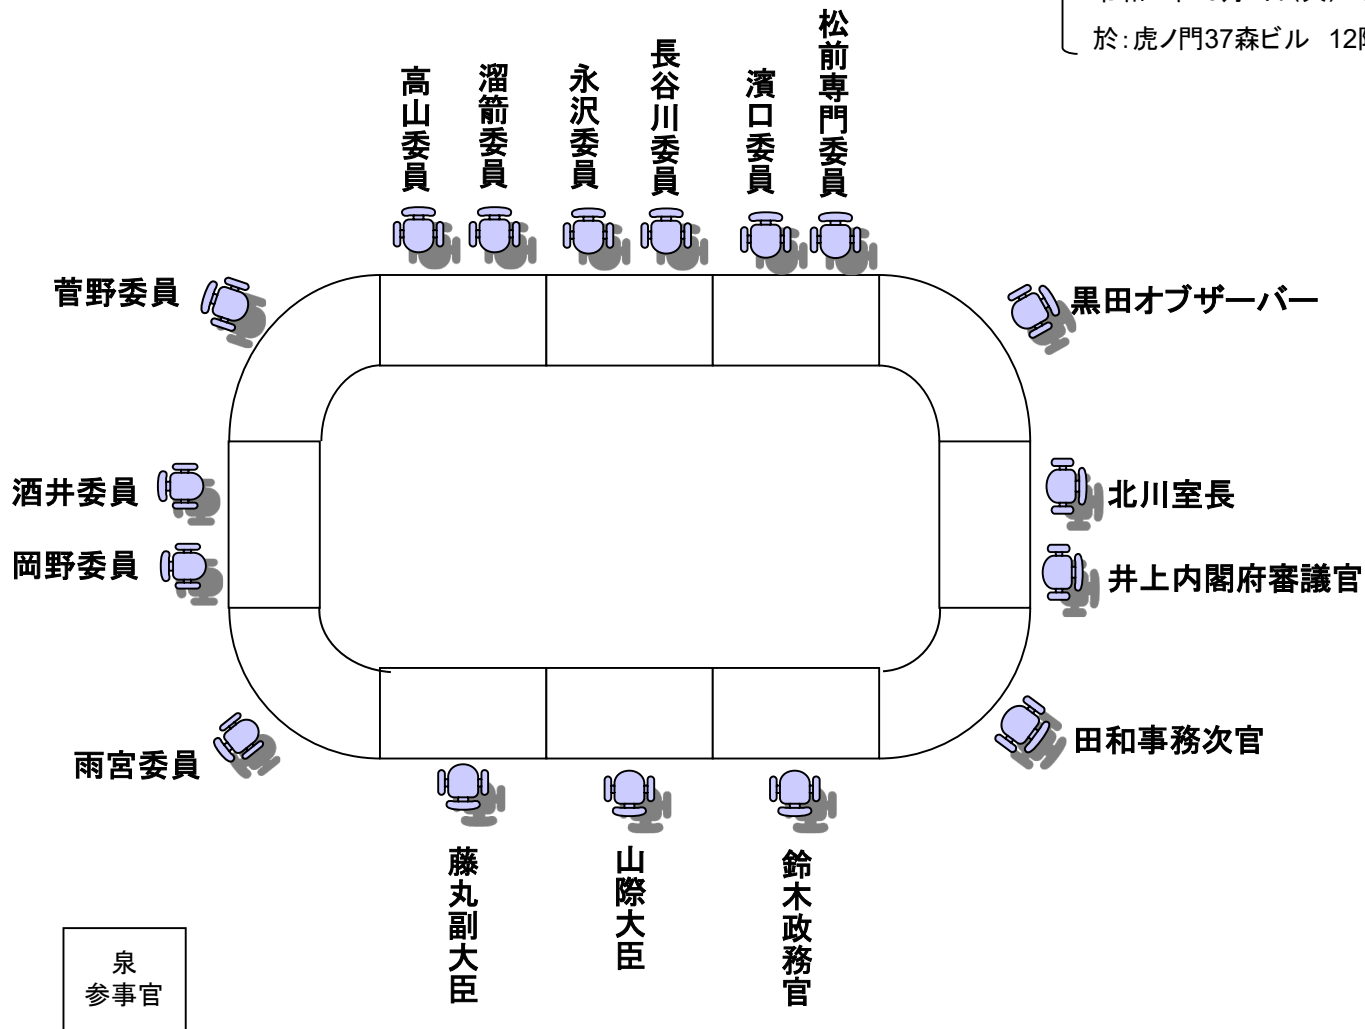 於：虎ノ門37森ビル 12階
松前専門委員
長谷川委員
高山委員
溜箭委員
永沢委員
濱口委員
菅野委員
黒田オブザーバー
酒井委員
北川室長
岡野委員
井上内閣府審議官
雨宮委員
田和事務次官
藤丸副大臣
山際大臣
鈴木政務官
泉
参事官